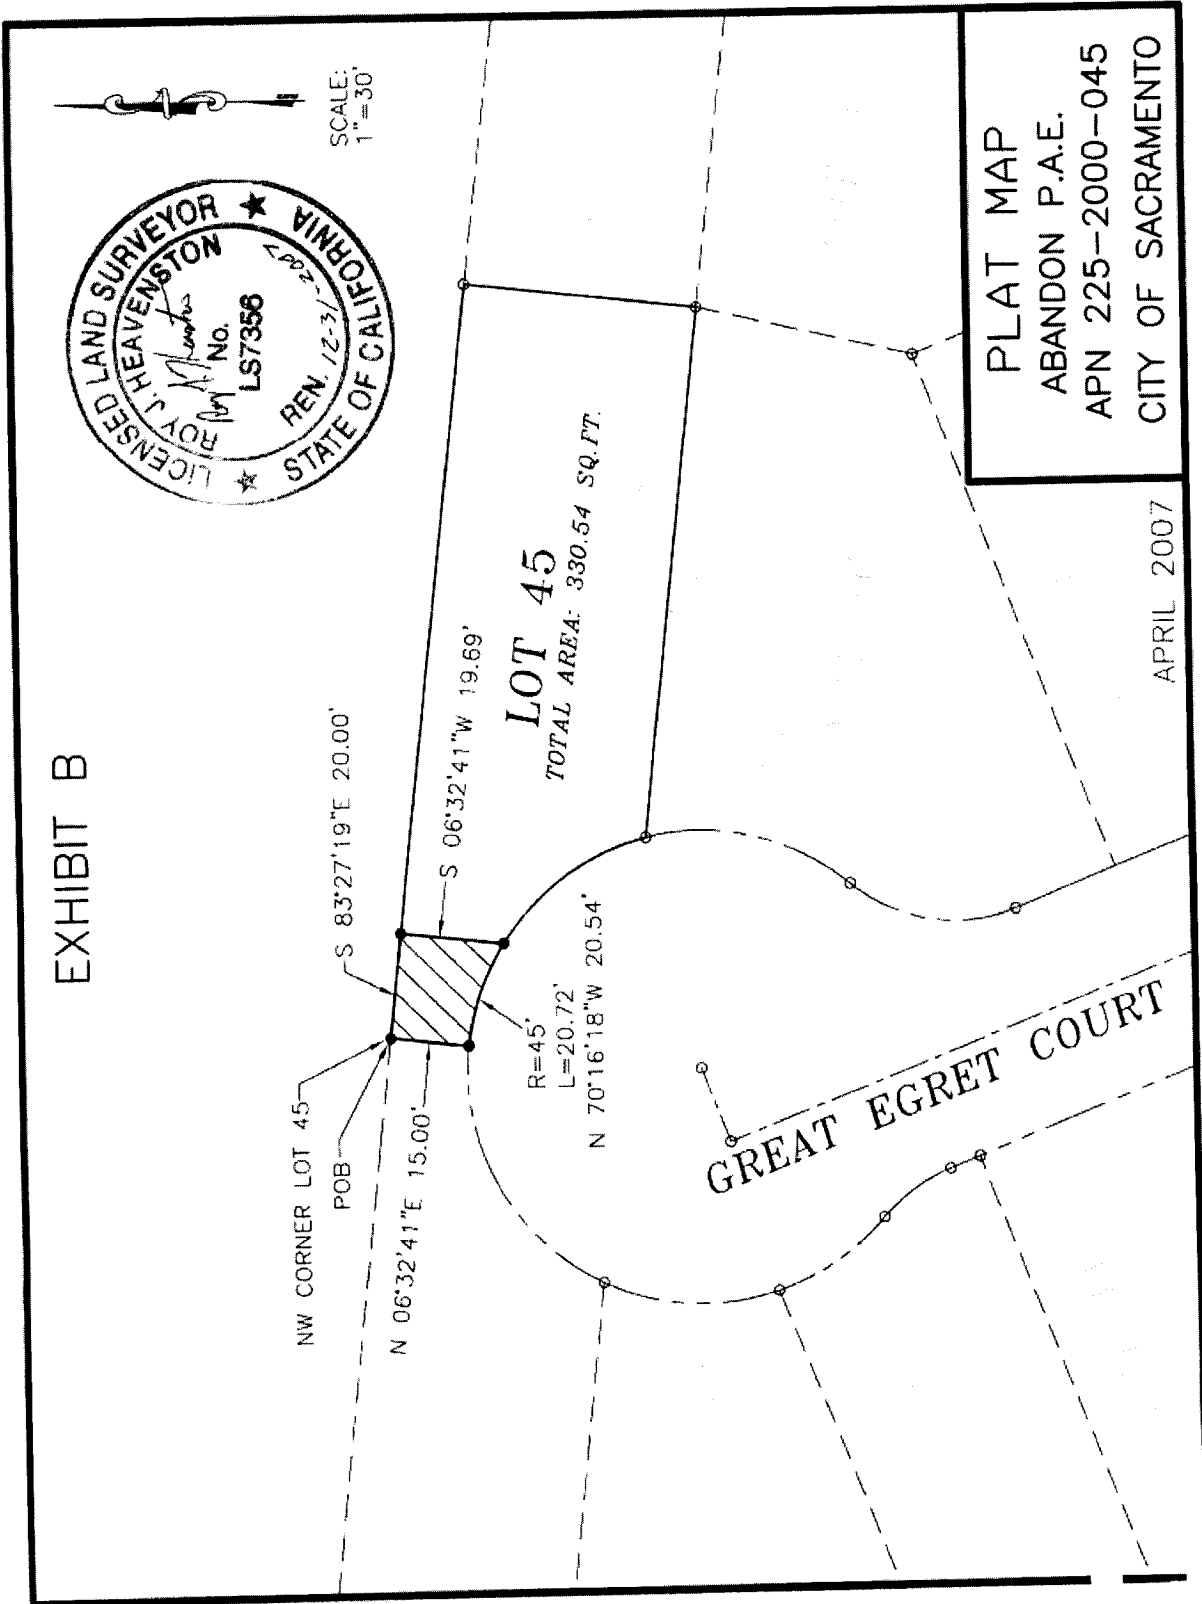 EXHIBIT B
LICENSED LAND SURVEYOR
ROY J. HEAVENSTON
No.
LS7356
REN. 12-31-2007
STATE OF CALIFORNIA
SCALE:
1"=30'
NW CORNER LOT 45
POB
S 83°27'19"E 20.00'
N 06°32'41"E 15.00'
S 06°32'41"W 19.69'
LOT 45
TOTAL AREA: 330.54 SQ.FT.
R=45'
L=20.72'
N 70°16'18"W 20.54'
GREAT EGRET COURT
APRIL 2007
PLAT MAP
ABANDON P.A.E.
APN 225-2000-045
CITY OF SACRAMENTO